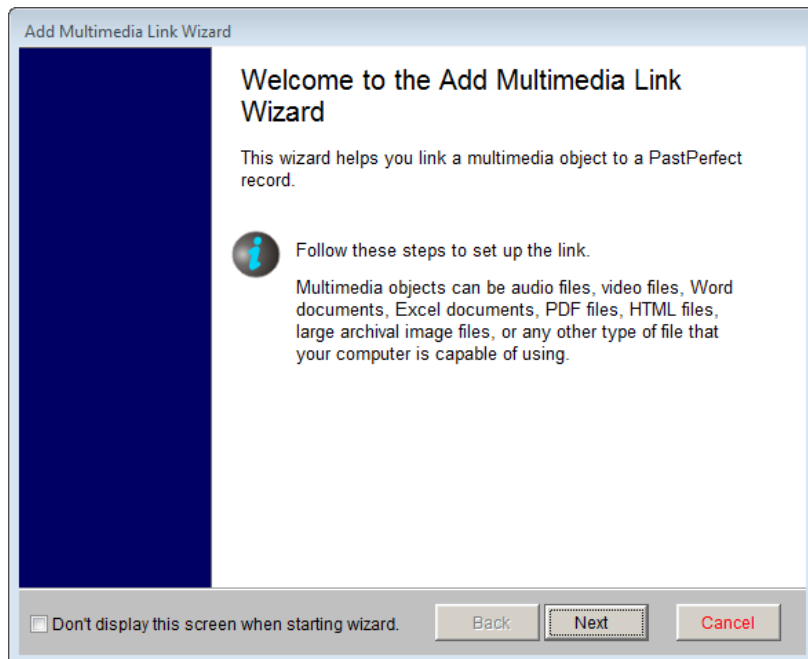 Add Multimedia Link Wizard
Welcome to the Add Multimedia Link
Wizard
This wizard helps you link a multimedia object to a PastPerfect
record.
i
Follow these steps to set up the link.
Multimedia objects can be audio files, video files, Word
documents, Excel documents, PDF files, HTML files,
large archival image files, or any other type of file that
your computer is capable of using.
Don't display this screen when starting wizard.
Back
Next
Cancel